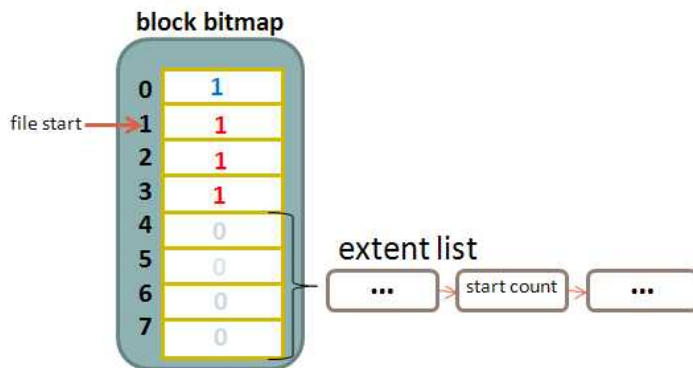 block bitmap
0 1
file start 1 1
2 1
3 1
4 0
5 0
6 0
7 0
extent list
... start count ...